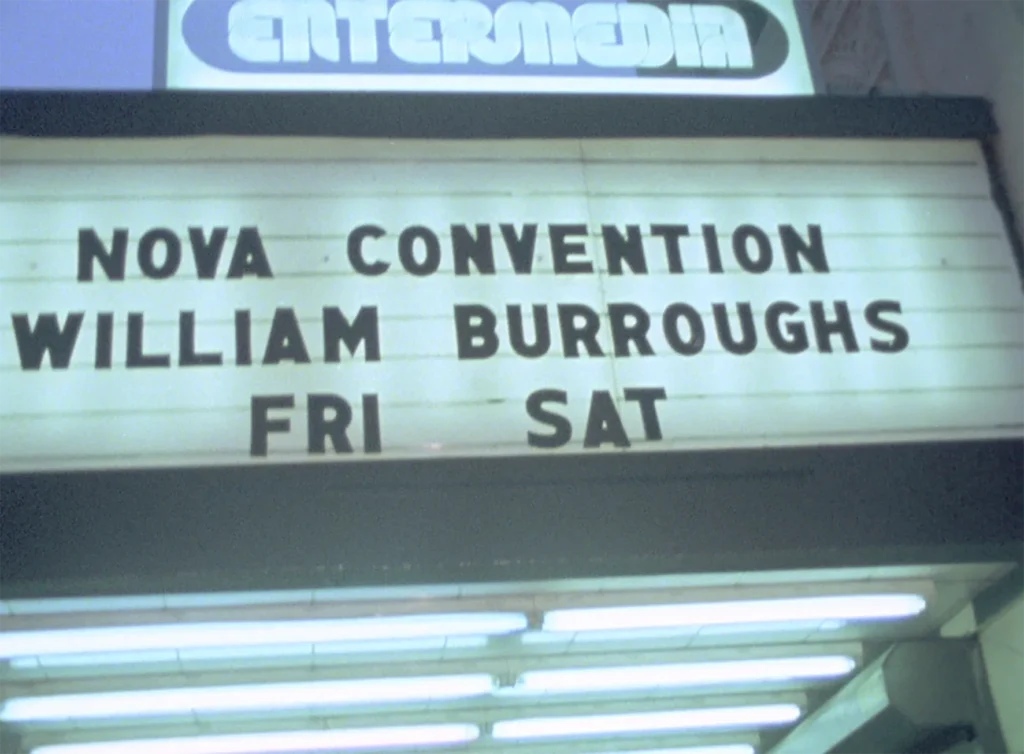 ENTERMEDIA
NOVA CONVENTION
WILLIAM BURROUGHS
FRI SAT